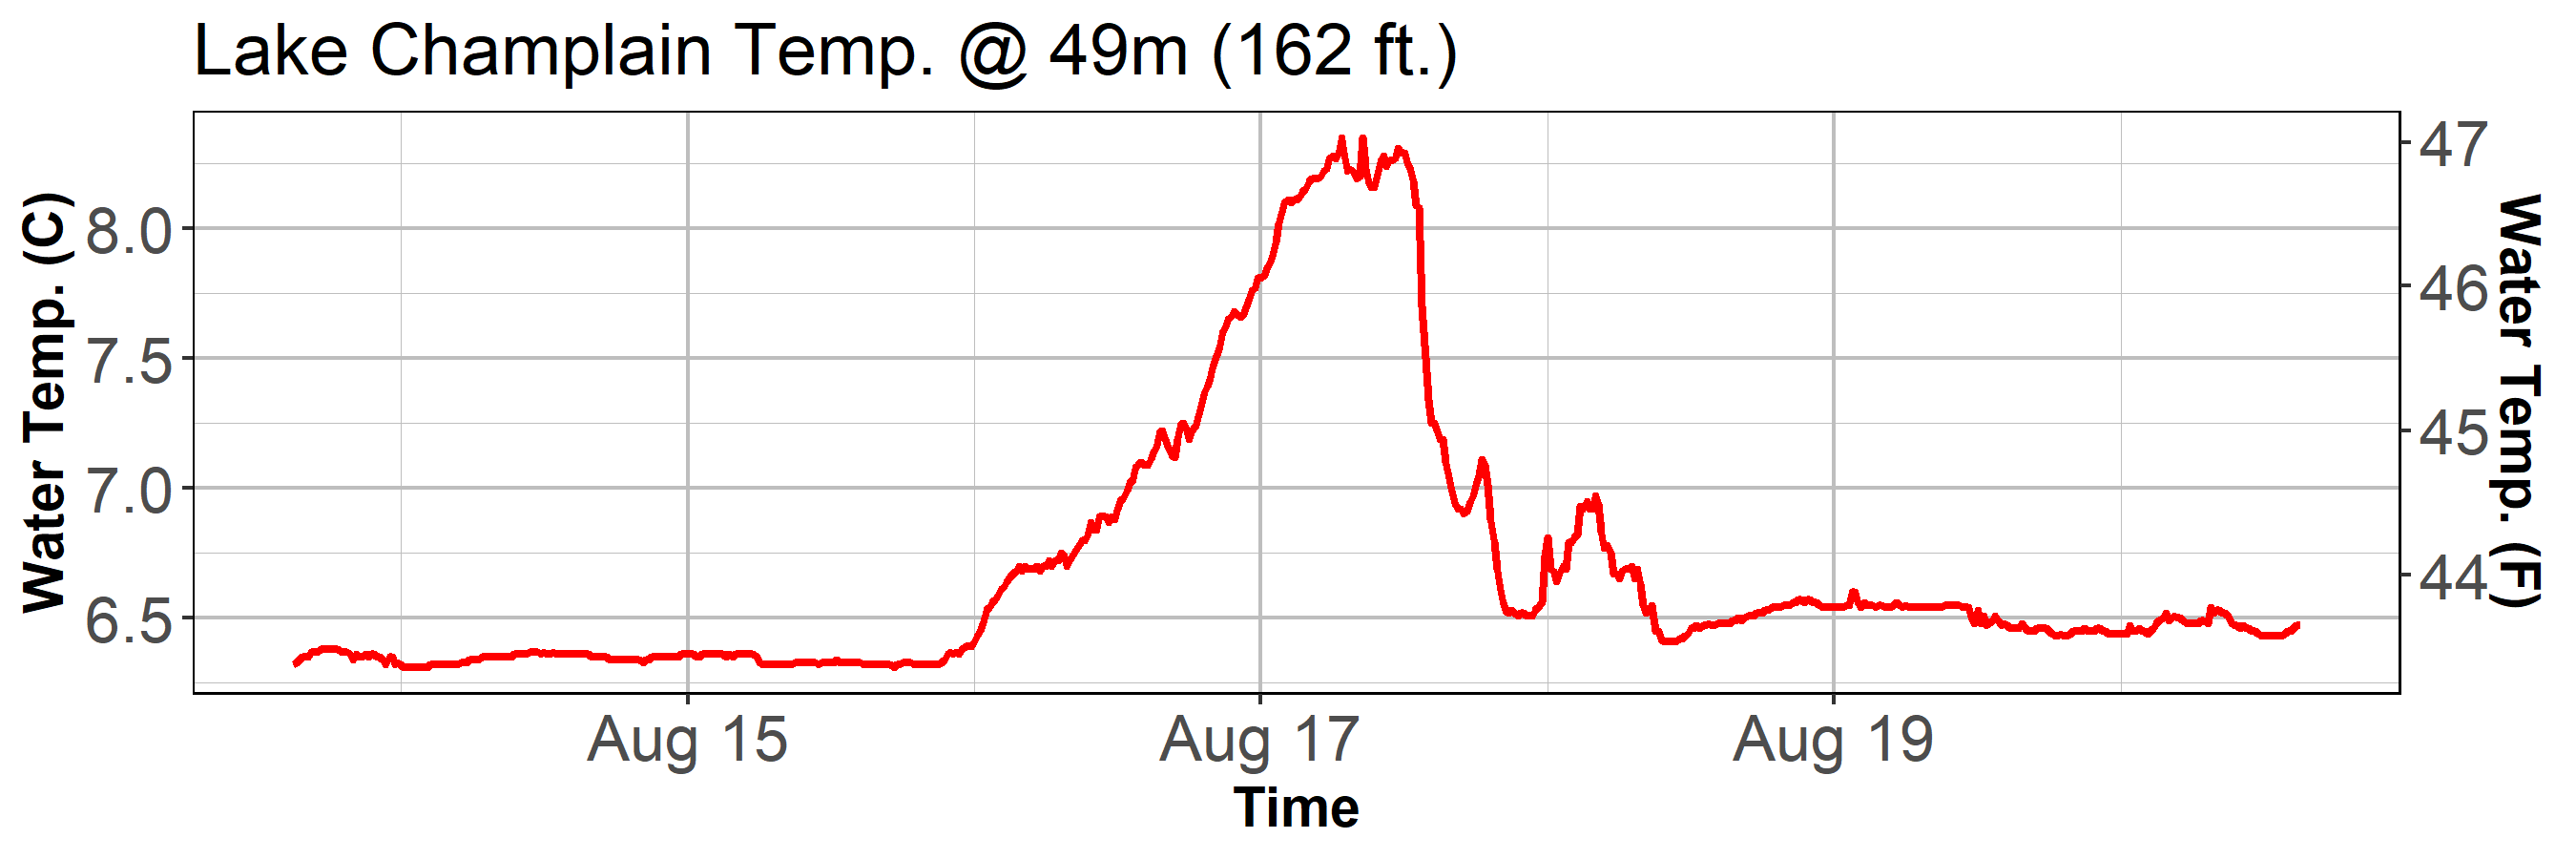 Lake Champlain Temp. @ 49m (162 ft.)
Water Temp. (C)
8.0
7.5
7.0
6.5
47
46
45
44
Water Temp. (F)
Aug 15
Aug 17
Aug 19
Time